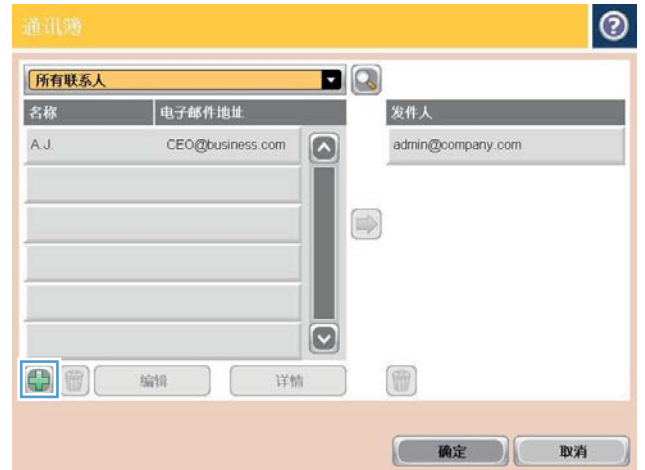 通讯簿
?
所有联系人
名称 电子邮件地址 发件人
A.J. CEO@business.com admin@company.com
编辑 详情
确定 取消